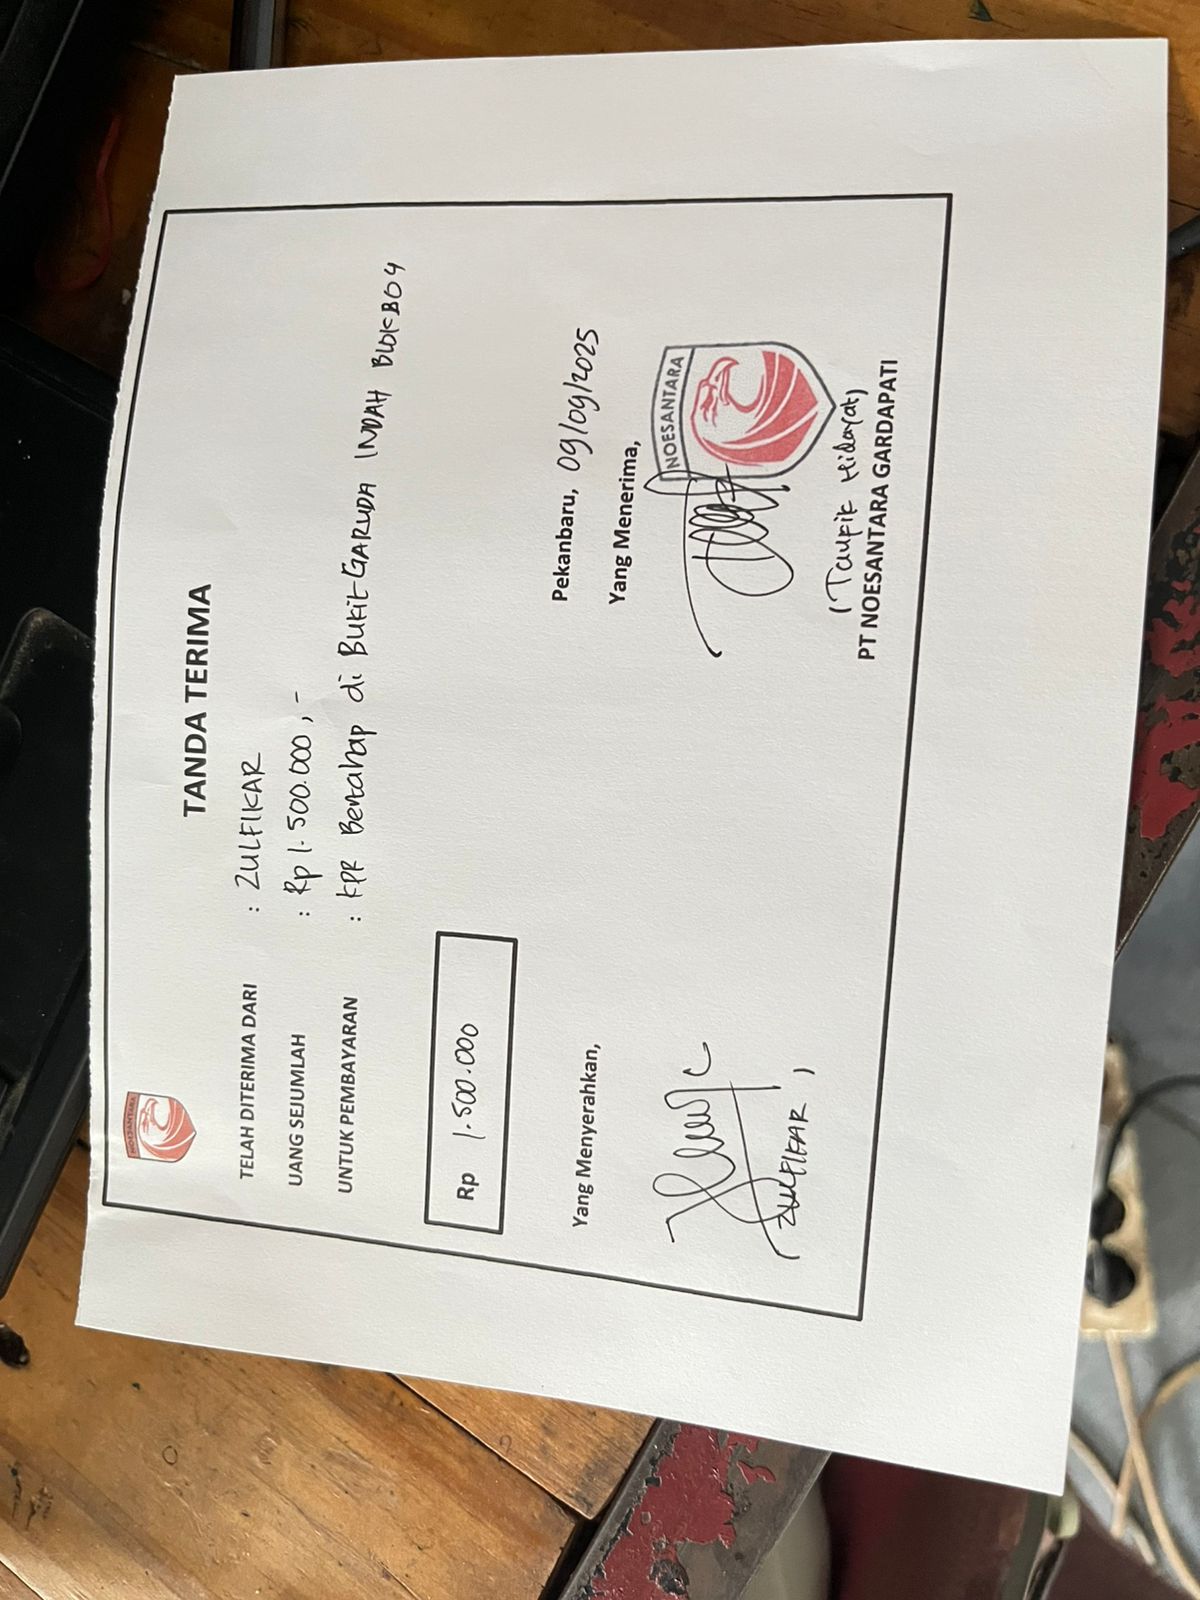 NOESANTARA
TANDA TERIMA
TELAH DITERIMA DARI : ZULFIKAR
UANG SEJUMLAH : Rp 1.500.000,-
UNTUK PEMBAYARAN : KPR Bertahap di Bukit GARUDA INDAH BLOK B04
Rp 1.500.000
Pekanbaru, 09/09/2025
Yang Menyerahkan, Yang Menerima,
NOESANTARA
ZULFIKAR ) (Taufik Hidayat)
PT NOESANTARA GARDAPATI